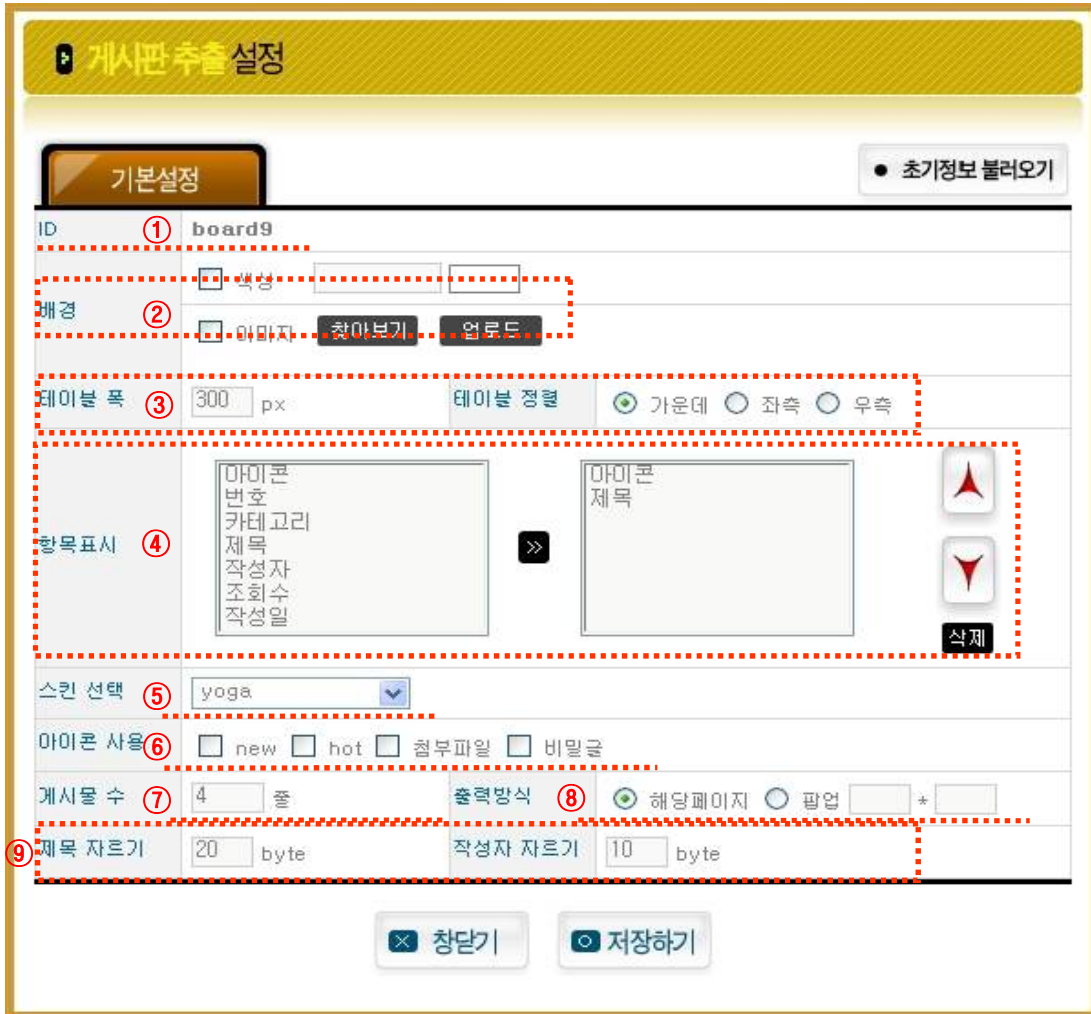 게시판 추출 설정
기본설정
초기정보 불러오기
ID ① board9
배경 ②
색상
이미지 찾아보기 업로드
테이블 폭 ③ 300 px 테이블 정렬 가운데 좌측 우측
항목표시 ④
아이콘
번호
카테고리
제목
작성자
조회수
작성일
»
아이콘
제목
삭제
스킨 선택 ⑤ yoga
아이콘 사용 ⑥ new hot 첨부파일 비밀글
게시물 수 ⑦ 4 줄 출력방식 ⑧ 해당페이지 팝업 *
⑨ 제목 자르기 20 byte 작성자 자르기 10 byte
창닫기 저장하기